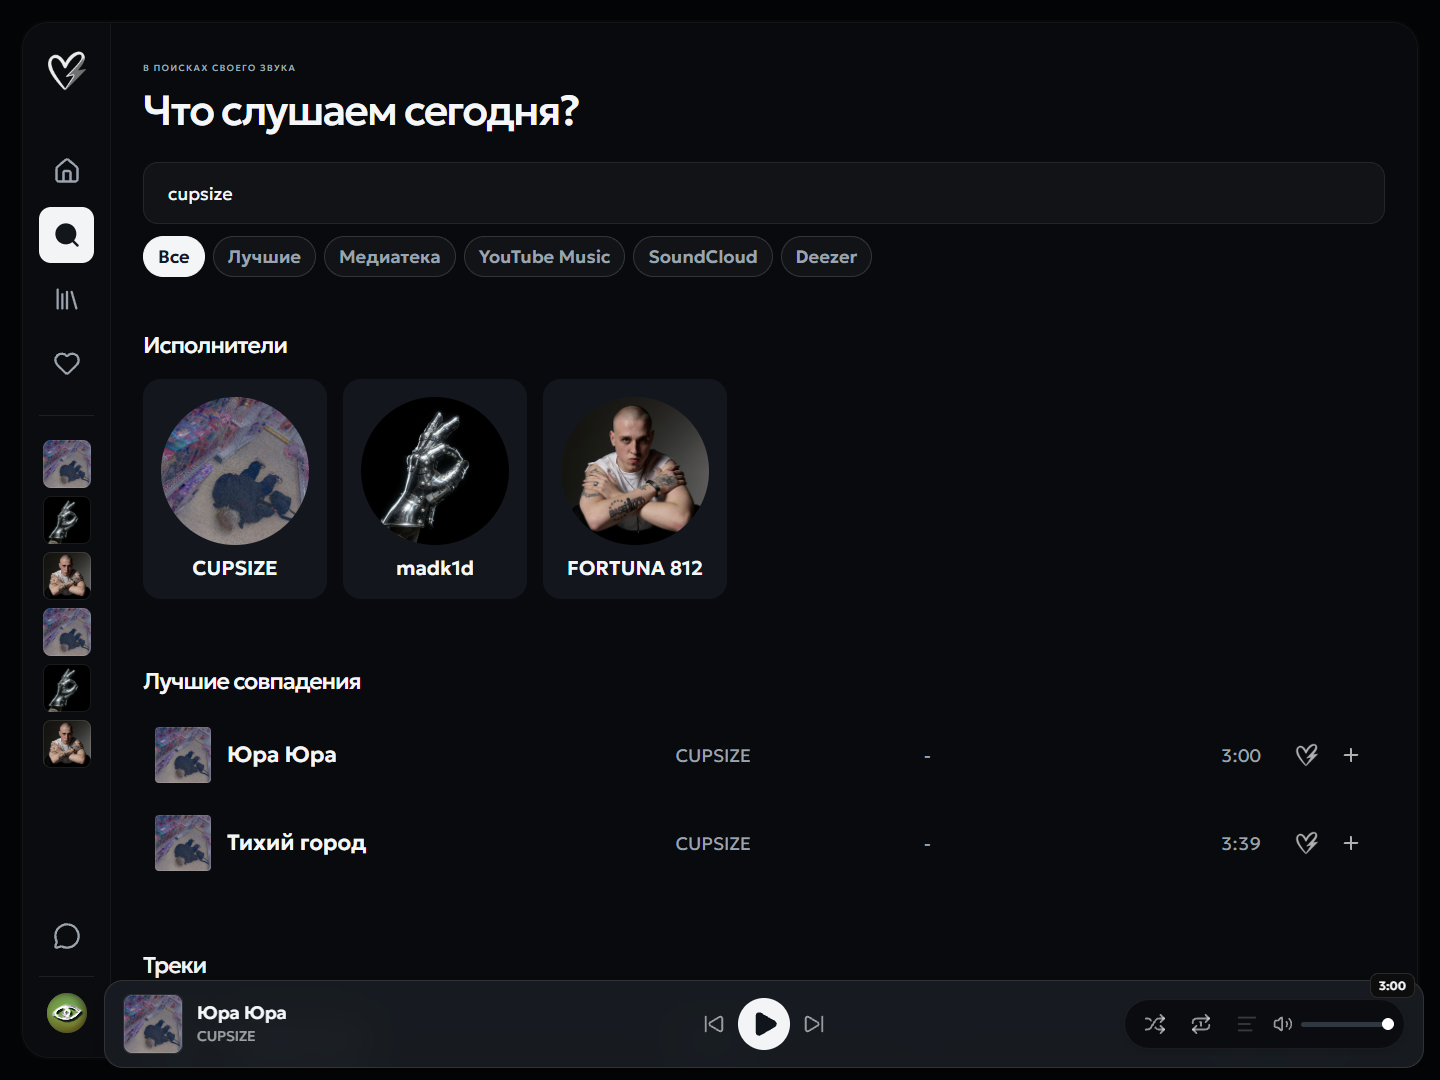 В ПОИСКАХ СВОЕГО ЗВУКА
Что слушаем сегодня?
cupsize
Все Лучшие Медиатека YouTube Music SoundCloud Deezer
Исполнители
CUPSIZE madk1d FORTUNA 812
Лучшие совпадения
Юра Юра CUPSIZE - 3:00
Тихий город CUPSIZE - 3:39
Треки
3:00
Юра Юра
CUPSIZE